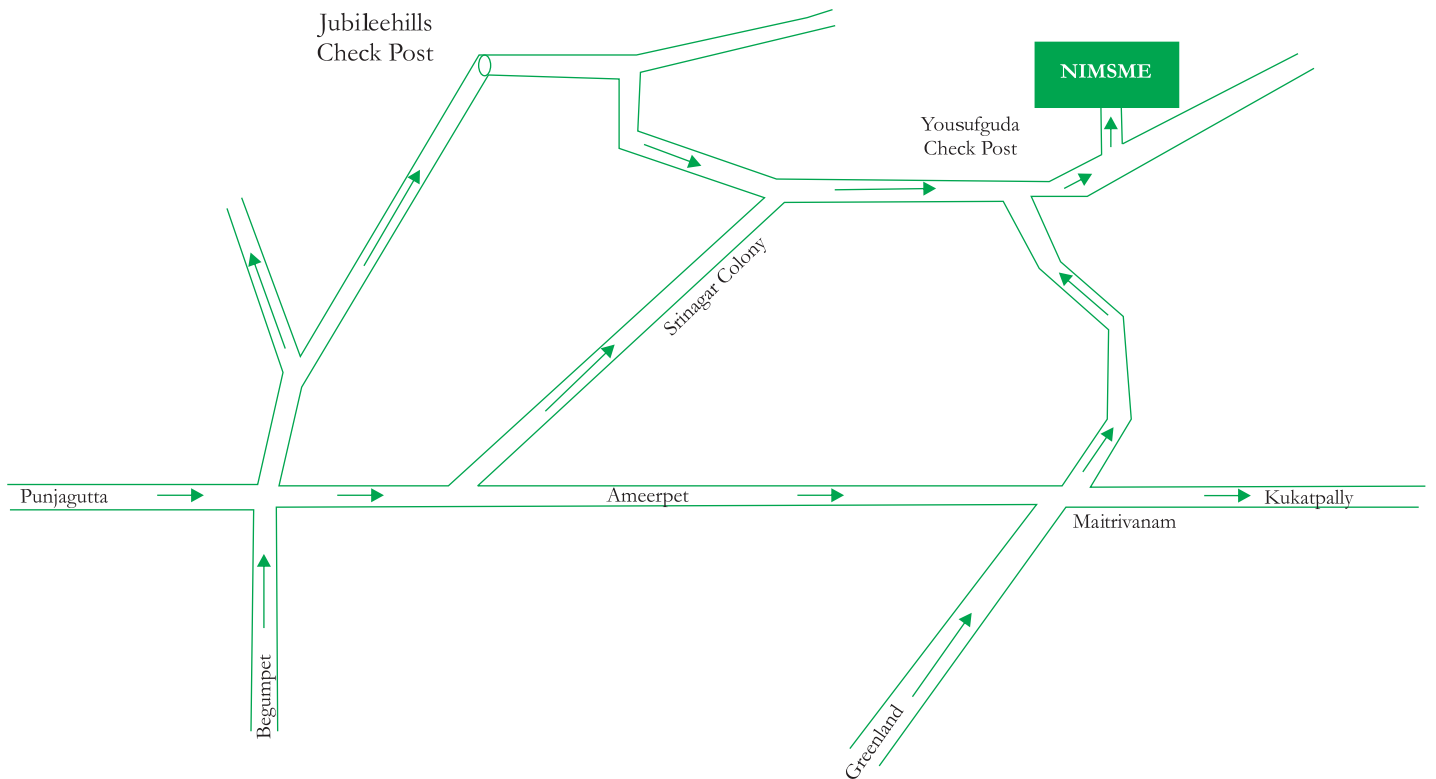 Jubileehills
Check Post
NIMSME
Yousufguda
Check Post
Srinagar Colony
Punjagutta
Ameerpet
Kukatpally
Maitrivanam
Begumpet
Greenland